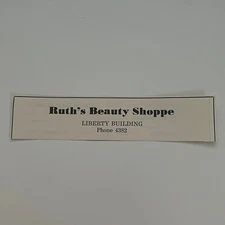 Ruth's Beauty Shoppe
LIBERTY BUILDING
Phone 4382